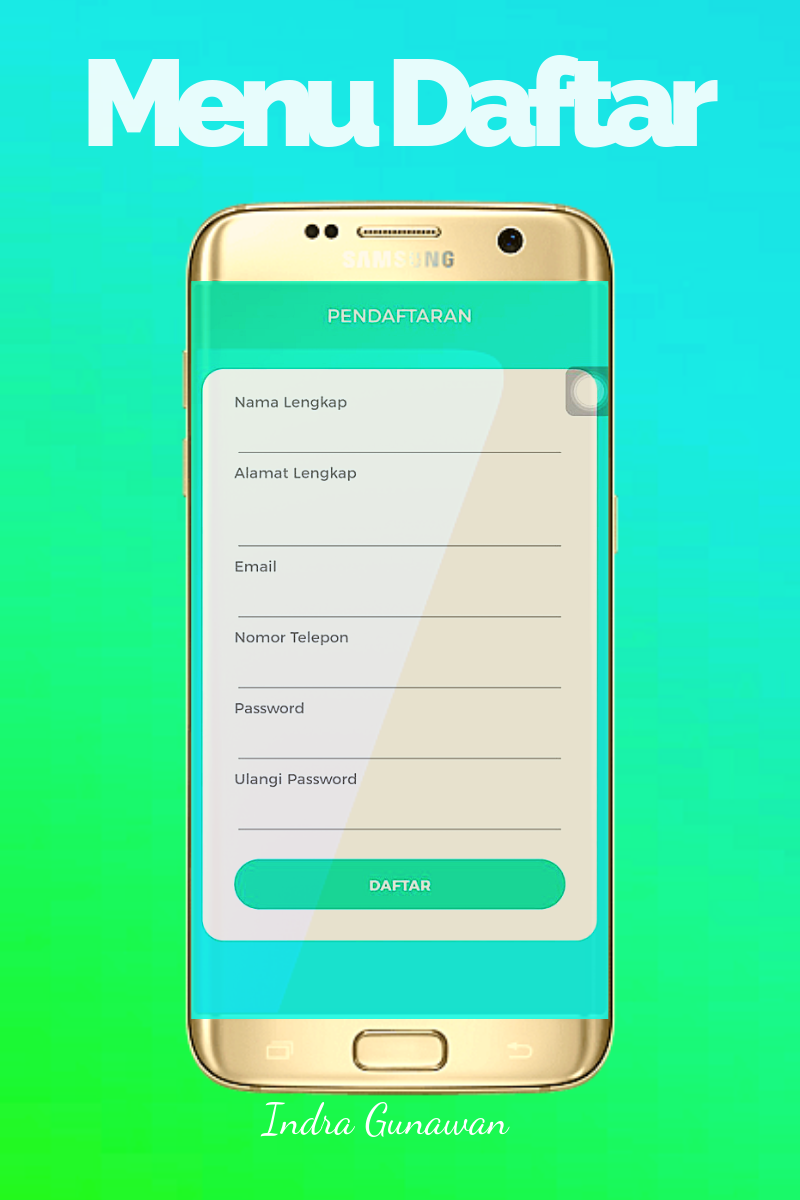 Menu Daftar
SAMSUNG
PENDAFTARAN
Nama Lengkap
Alamat Lengkap
Email
Nomor Telepon
Password
Ulangi Password
DAFTAR
Indra Gunawan